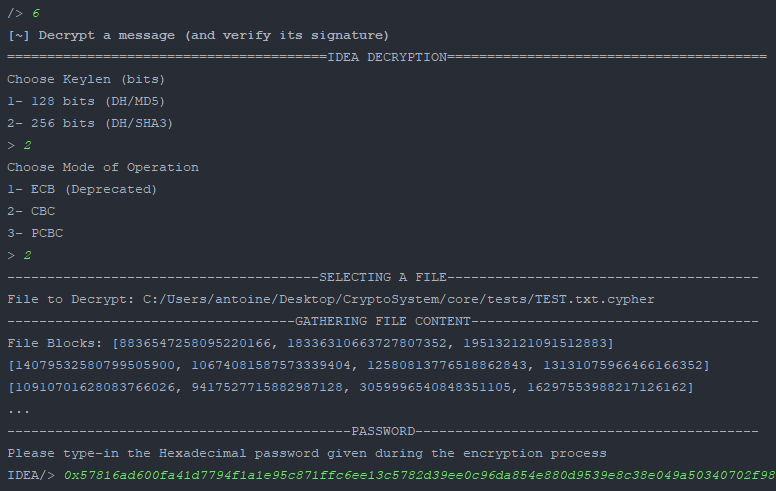 /> 6
[~] Decrypt a message (and verify its signature)
========================================IDEA DECRYPTION========================================
Choose Keylen (bits)
1- 128 bits (DH/MD5)
2- 256 bits (DH/SHA3)
> 2
Choose Mode of Operation
1- ECB (Deprecated)
2- CBC
3- PCBC
> 2
---------------------------------------SELECTING A FILE---------------------------------------
File to Decrypt: C:/Users/antoine/Desktop/CryptoSystem/core/tests/TEST.txt.cypher
------------------------------------GATHERING FILE CONTENT------------------------------------
File Blocks: [8836547258095220166, 18336310663727807352, 195132121091512883]
[14079532580799505900, 10674081587573339404, 12580813776518862843, 13131075966466166352]
[10910701628083766026, 9417527715882987128, 3059996540848351105, 16297553988217126162]
...
-------------------------------------------PASSWORD-------------------------------------------
Please type-in the Hexadecimal password given during the encryption process
IDEA/> 0x57816ad600fa41d7794f1a1e95c871ffc6ee13c5782d39ee0c96da854e880d9539e8c38e049a50340702f98